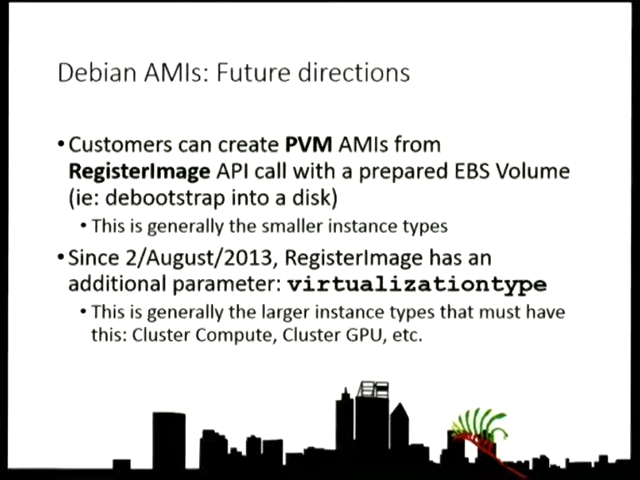 Debian AMIs: Future directions
• Customers can create PVM AMIs from
RegisterImage API call with a prepared EBS Volume
(ie: debootstrap into a disk)
• This is generally the smaller instance types
• Since 2/August/2013, RegisterImage has an
additional parameter: virtualizationtype
• This is generally the larger instance types that must have
this: Cluster Compute, Cluster GPU, etc.